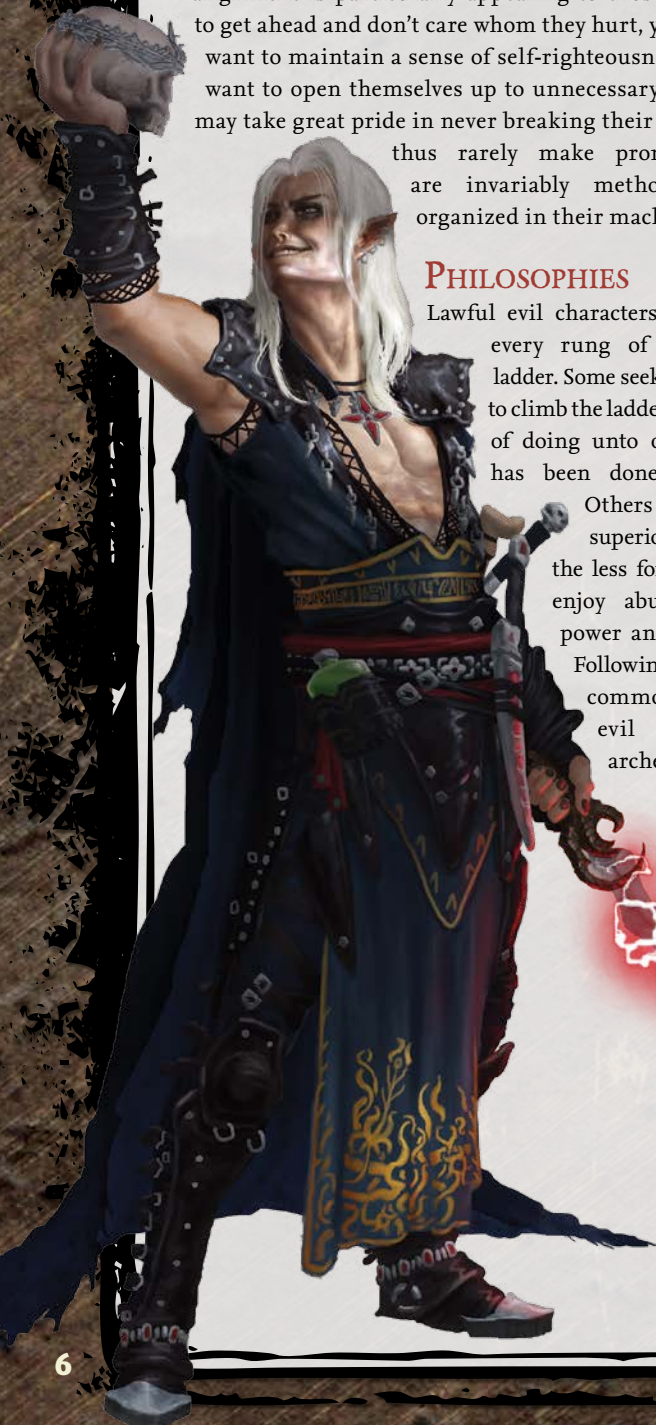 to get ahead and don't care whom they hurt, y
want to maintain a sense of self-righteousn
want to open themselves up to unnecessary
may take great pride in never breaking their
thus rarely make pron
are invariably metho
organized in their mach
PHILOSOPHIES
Lawful evil characters
every rung of
ladder. Some seek
to climb the ladde
of doing unto o
has been done
Others
superio
the less for
enjoy abu
power an
Followin
commo
evil
arche
6